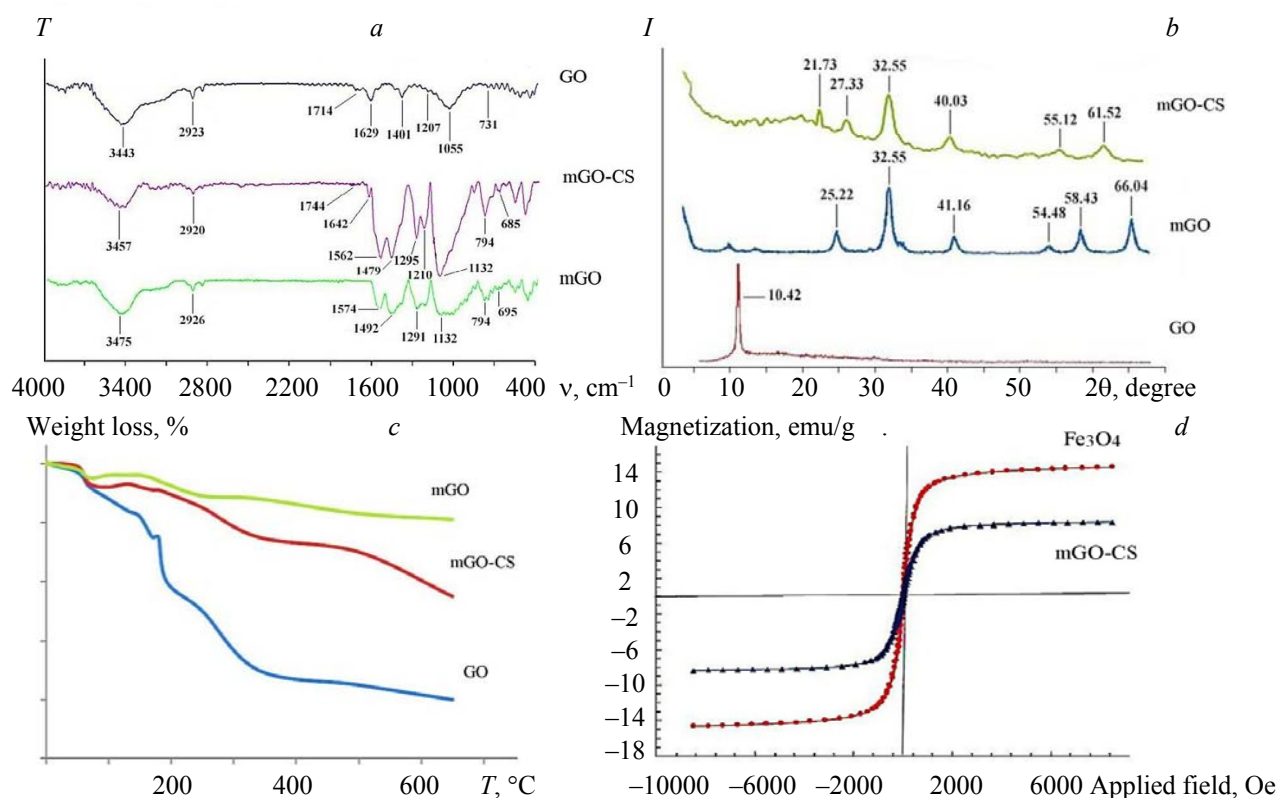 T a
GO
1714
2923
1629
1401
1207
731
3443
1055
mGO-CS
1744
1642
685
3457
2920
794
1562
1479
1295
1210
1132
mGO
1574
695
3475
2926
1492
1291
1132
794
4000 3400 2800 2200 1600 1000 400 ν, cm–1
I b
21.73
27.33
32.55
40.03
55.12
61.52
mGO-CS
32.55
25.22
41.16
54.48
58.43
66.04
mGO
10.42
GO
0 10 20 30 40 50 2θ, degree
Weight loss, % c
mGO
mGO-CS
GO
200 400 T, °C
Magnetization, emu/g . d
Fe3O4
14
10
6
mGO-CS
2
–2
–6
–10
–14
–18
–10000 –6000 –2000 2000 6000 Applied field, Oe